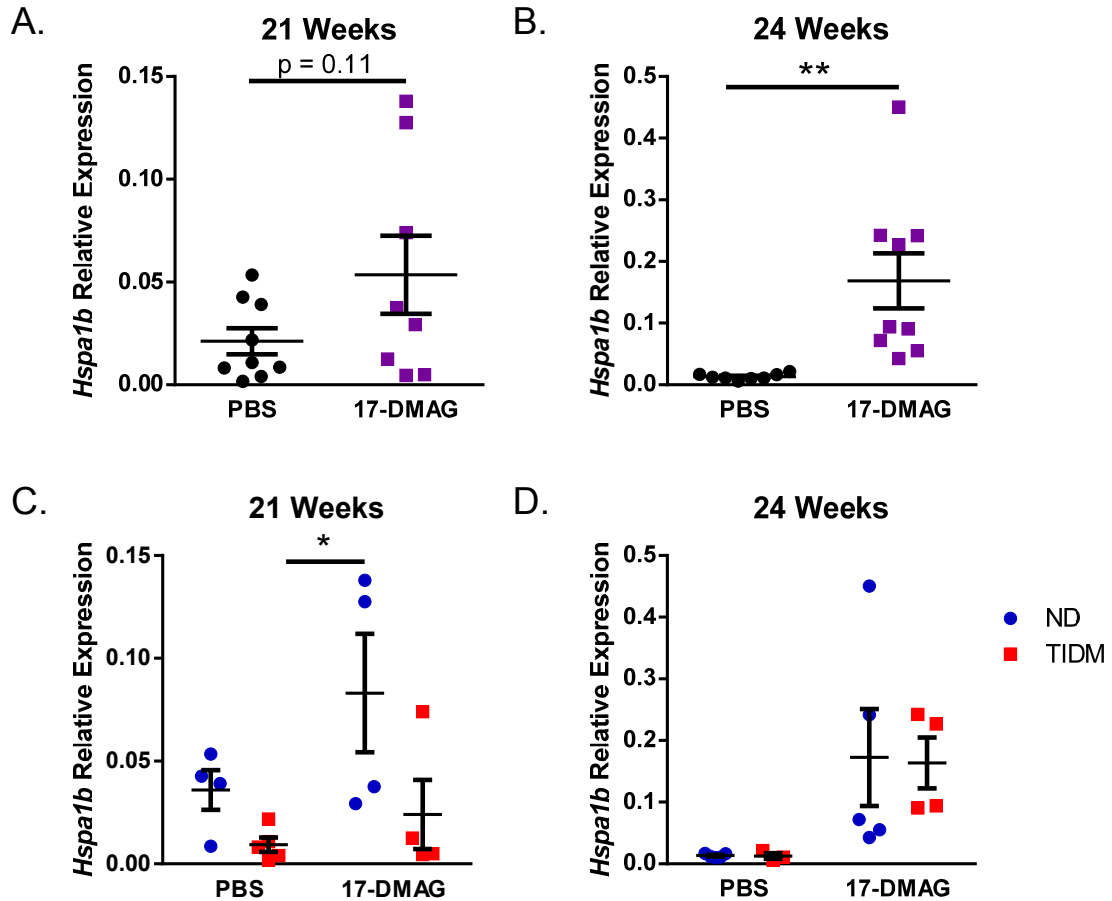 A.
21 Weeks
p = 0.11
Hspa1b Relative Expression
0.15
0.10
0.05
0.00
PBS
17-DMAG
B.
24 Weeks
**
Hspa1b Relative Expression
0.5
0.4
0.3
0.2
0.1
0.0
PBS
17-DMAG
C.
21 Weeks
*
Hspa1b Relative Expression
0.15
0.10
0.05
0.00
PBS
17-DMAG
D.
24 Weeks
Hspa1b Relative Expression
0.5
0.4
0.3
0.2
0.1
0.0
PBS
17-DMAG
ND
TIDM